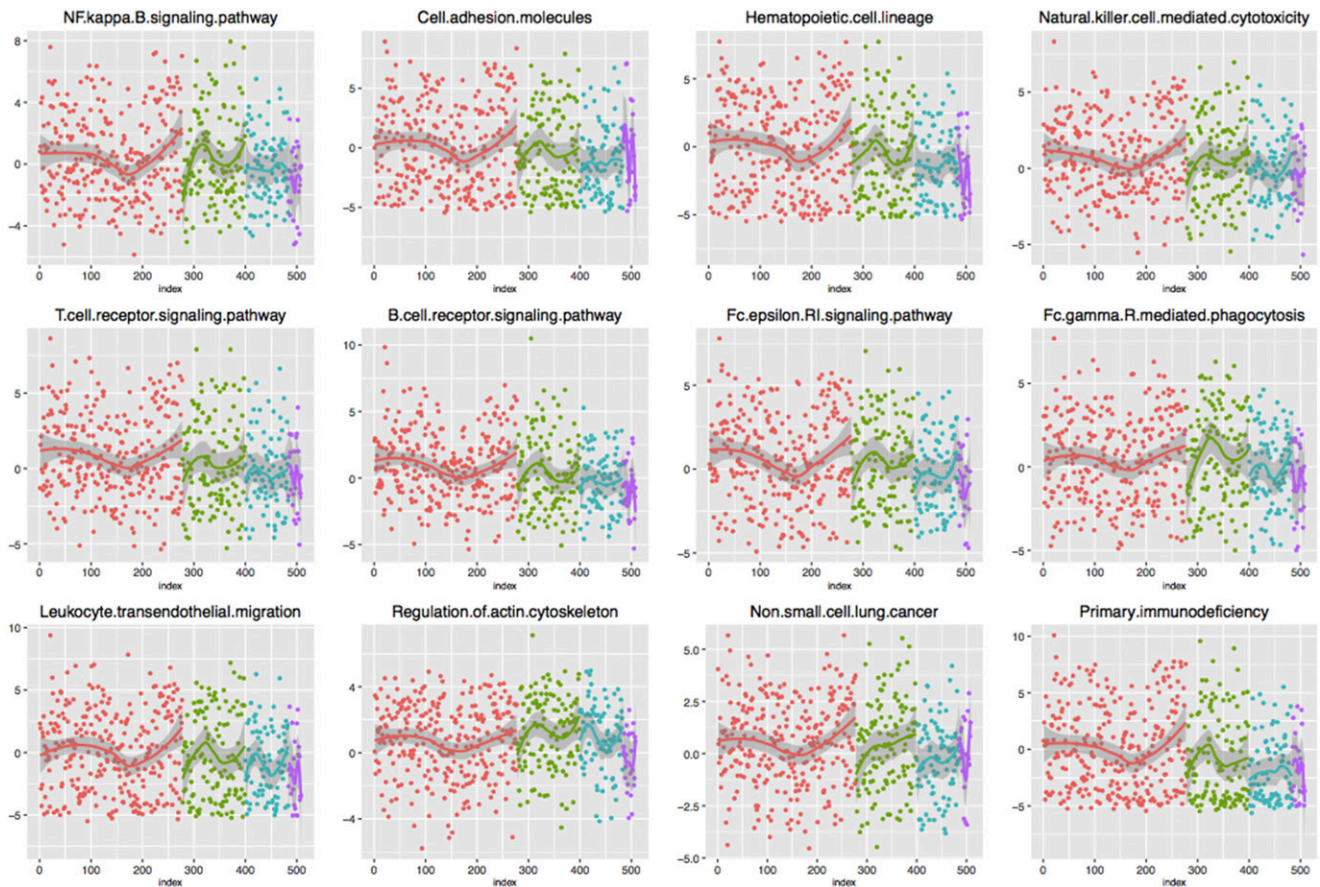 NF.kappa.B.signaling.pathway
8
4
0
−4
0 100 200 300 400 500
index
Cell.adhesion.molecules
5
0
−5
0 100 200 300 400 500
index
Hematopoietic.cell.lineage
5
0
−5
0 100 200 300 400 500
index
Natural.killer.cell.mediated.cytotoxicity
5
0
−5
0 100 200 300 400 500
index
T.cell.receptor.signaling.pathway
5
0
−5
0 100 200 300 400 500
index
B.cell.receptor.signaling.pathway
10
5
0
−5
0 100 200 300 400 500
index
Fc.epsilon.RI.signaling.pathway
5
0
−5
0 100 200 300 400 500
index
Fc.gamma.R.mediated.phagocytosis
5
0
−5
0 100 200 300 400 500
index
Leukocyte.transendothelial.migration
10
5
0
−5
0 100 200 300 400 500
index
Regulation.of.actin.cytoskeleton
4
0
−4
0 100 200 300 400 500
index
Non.small.cell.lung.cancer
5.0
2.5
0.0
−2.5
−5.0
0 100 200 300 400 500
index
Primary.immunodeficiency
10
5
0
−5
0 100 200 300 400 500
index